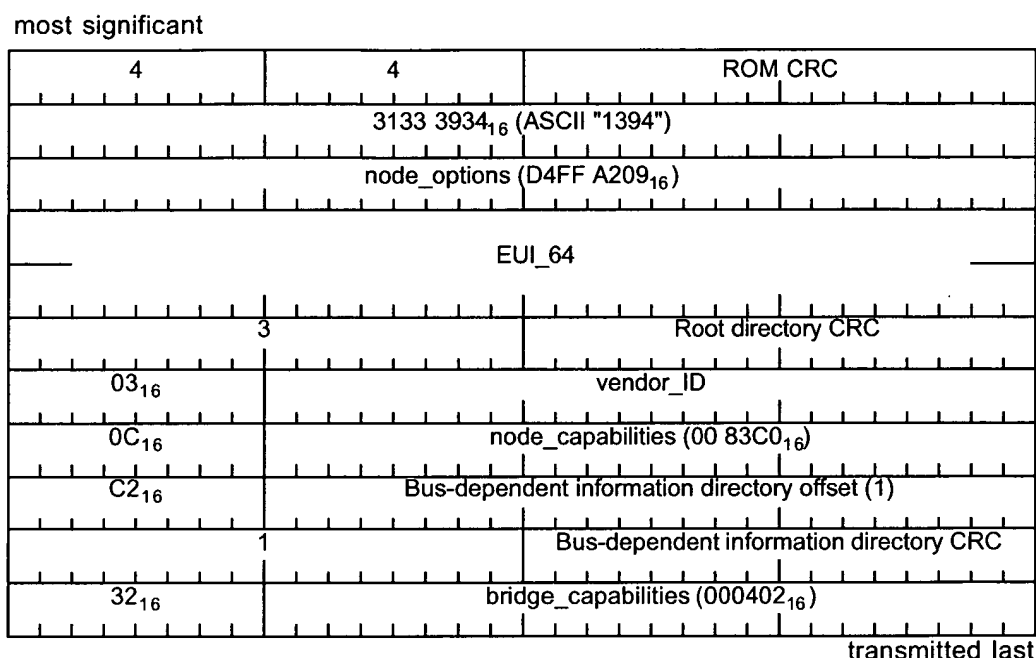 most significant
4 4 ROM CRC
3133 3934₁₆ (ASCII "1394")
node_options (D4FF A209₁₆)
EUI_64
3 Root directory CRC
03₁₆ vendor_ID
0C₁₆ node_capabilities (00 83C0₁₆)
C2₁₆ Bus-dependent information directory offset (1)
1 Bus-dependent information directory CRC
32₁₆ bridge_capabilities (000402₁₆)
transmitted last